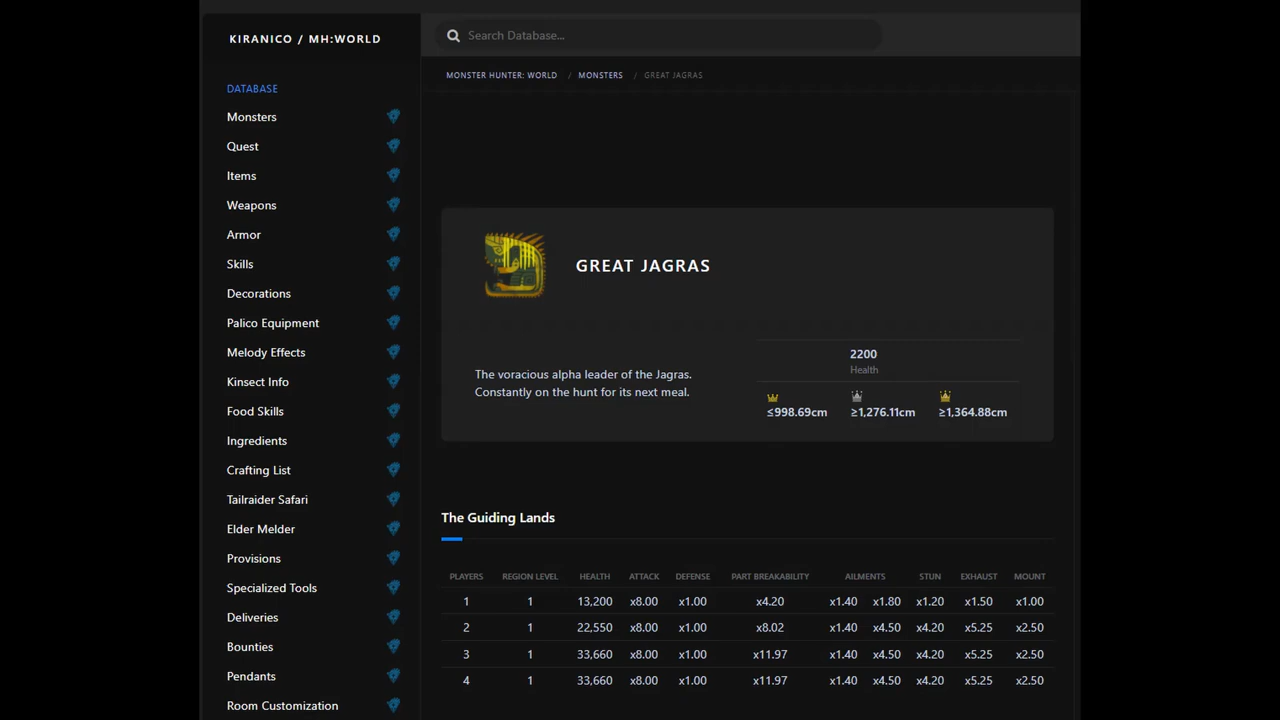 KIRANICO / MH:WORLD
Search Database...
MONSTER HUNTER: WORLD / MONSTERS / GREAT JAGRAS
DATABASE
Monsters
Quest
Items
Weapons
Armor
Skills
Decorations
Palico Equipment
Melody Effects
Kinsect Info
Food Skills
Ingredients
Crafting List
Tailraider Safari
Elder Melder
Provisions
Specialized Tools
Deliveries
Bounties
Pendants
Room Customization
GREAT JAGRAS
The voracious alpha leader of the Jagras.
Constantly on the hunt for its next meal.
2200
Health
≤998.69cm ≥1,276.11cm ≥1,364.88cm
The Guiding Lands
PLAYERS REGION LEVEL HEALTH ATTACK DEFENSE PART BREAKABILITY AILMENTS STUN EXHAUST MOUNT
1 1 13,200 x8.00 x1.00 x4.20 x1.40 x1.80 x1.20 x1.50 x1.00
2 1 22,550 x8.00 x1.00 x8.02 x1.40 x4.50 x4.20 x5.25 x2.50
3 1 33,660 x8.00 x1.00 x11.97 x1.40 x4.50 x4.20 x5.25 x2.50
4 1 33,660 x8.00 x1.00 x11.97 x1.40 x4.50 x4.20 x5.25 x2.50